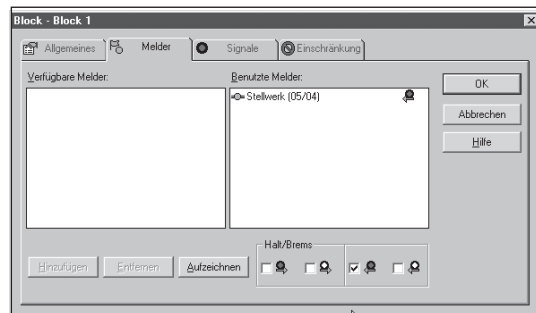 Block - Block 1
Allgemeines Melder Signale Einschränkung
Verfügbare Melder:
Benutzte Melder:
Stellwerk (05/04)
OK
Abbrechen
Hilfe
Halt/Brems
Hinzufügen Entfernen Aufzeichnen